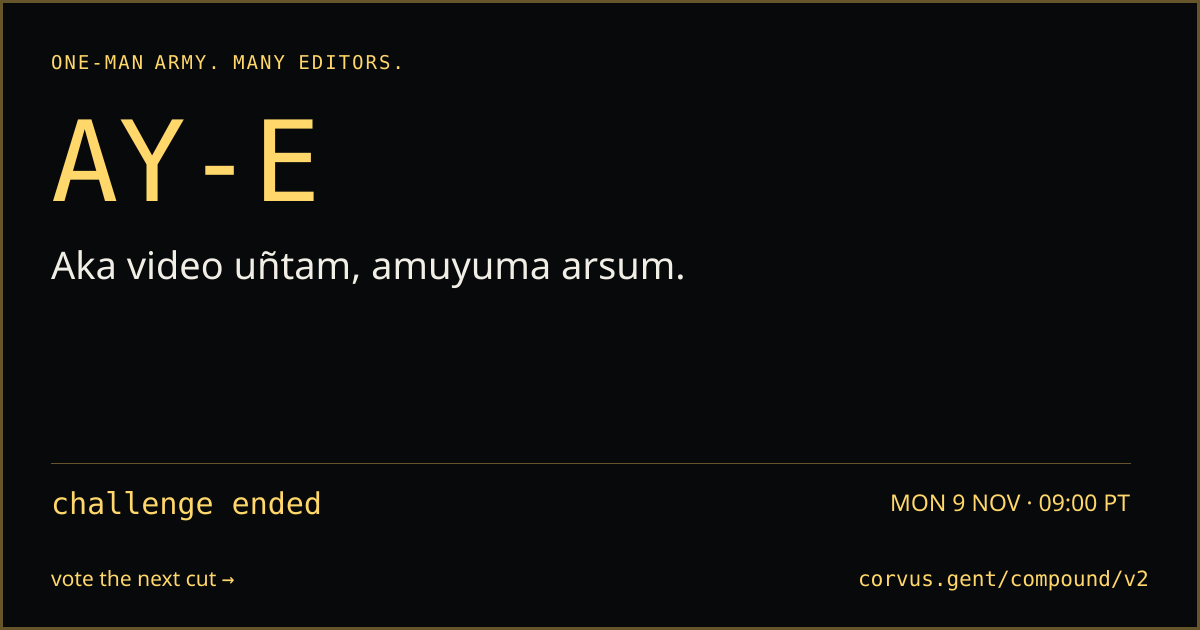 ONE-MAN ARMY. MANY EDITORS.
AY-E
Aka video uñtam, amuyuma arsum.
challenge ended
MON 9 NOV · 09:00 PT
vote the next cut →
corvus.gent/compound/v2